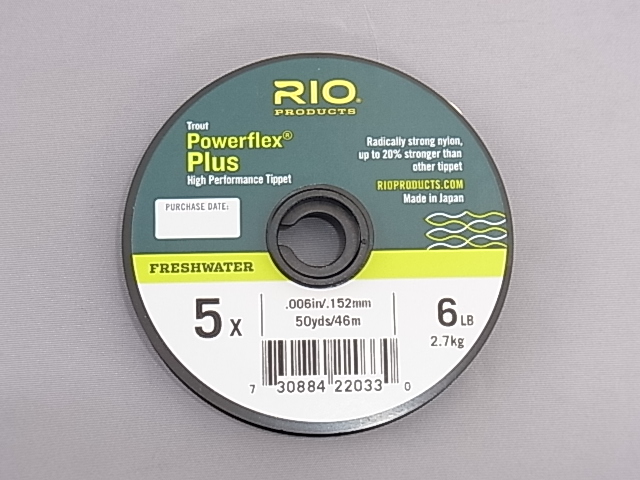 RIO®
PRODUCTS
Trout
Powerflex®
Plus
High Performance Tippet
PURCHASE DATE:
Radically strong nylon,
up to 20% stronger than
other tippet
RIOPRODUCTS.COM
Made in Japan
FRESHWATER
5X
.006in/.152mm
50yds/46m
6LB
2.7kg
7 30884 22033 0